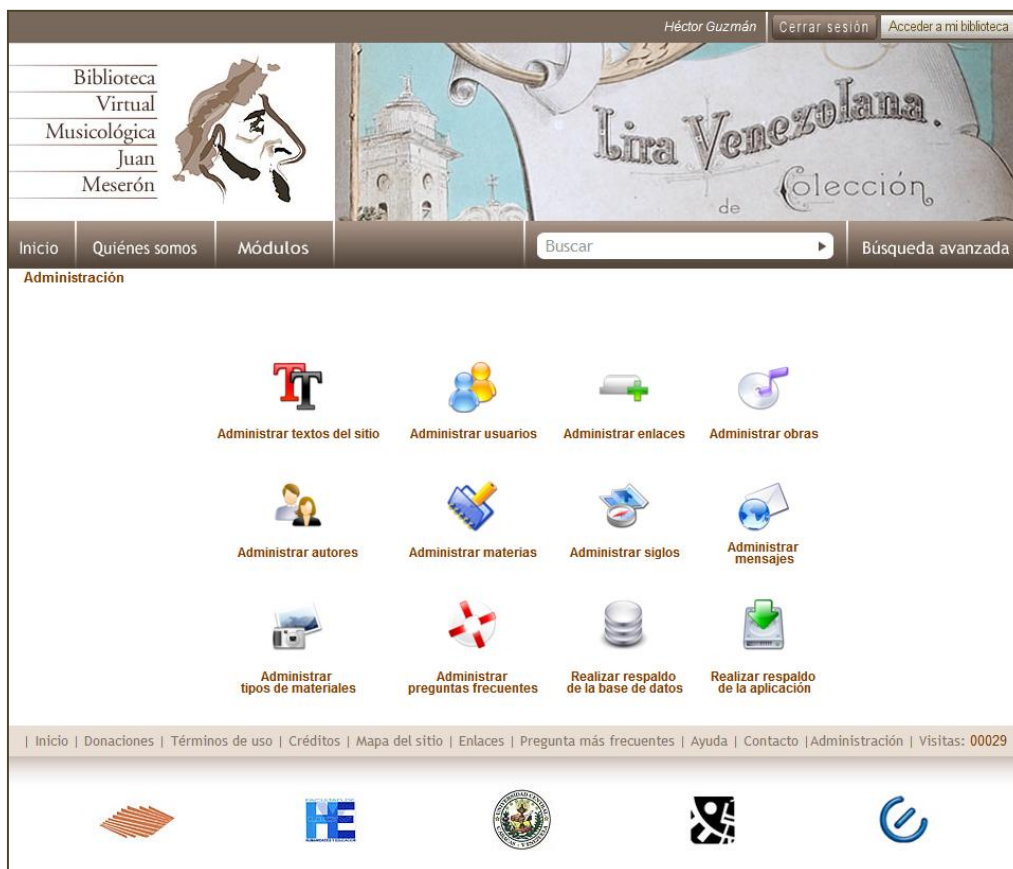 Héctor Guzmán Cerrar sesión Acceder a mi biblioteca
Biblioteca
Virtual
Musicológica
Juan
Meserón
Lira Venezolana.
Colección
de
Inicio Quiénes somos Módulos Buscar Búsqueda avanzada
Administración
Administrar textos del sitio Administrar usuarios Administrar enlaces Administrar obras
Administrar autores Administrar materias Administrar siglos Administrar
mensajes
Administrar Administrar Realizar respaldo Realizar respaldo
tipos de materiales preguntas frecuentes de la base de datos de la aplicación
| Inicio | Donaciones | Términos de uso | Créditos | Mapa del sitio | Enlaces | Pregunta más frecuentes | Ayuda | Contacto |Administración | Visitas: 00029